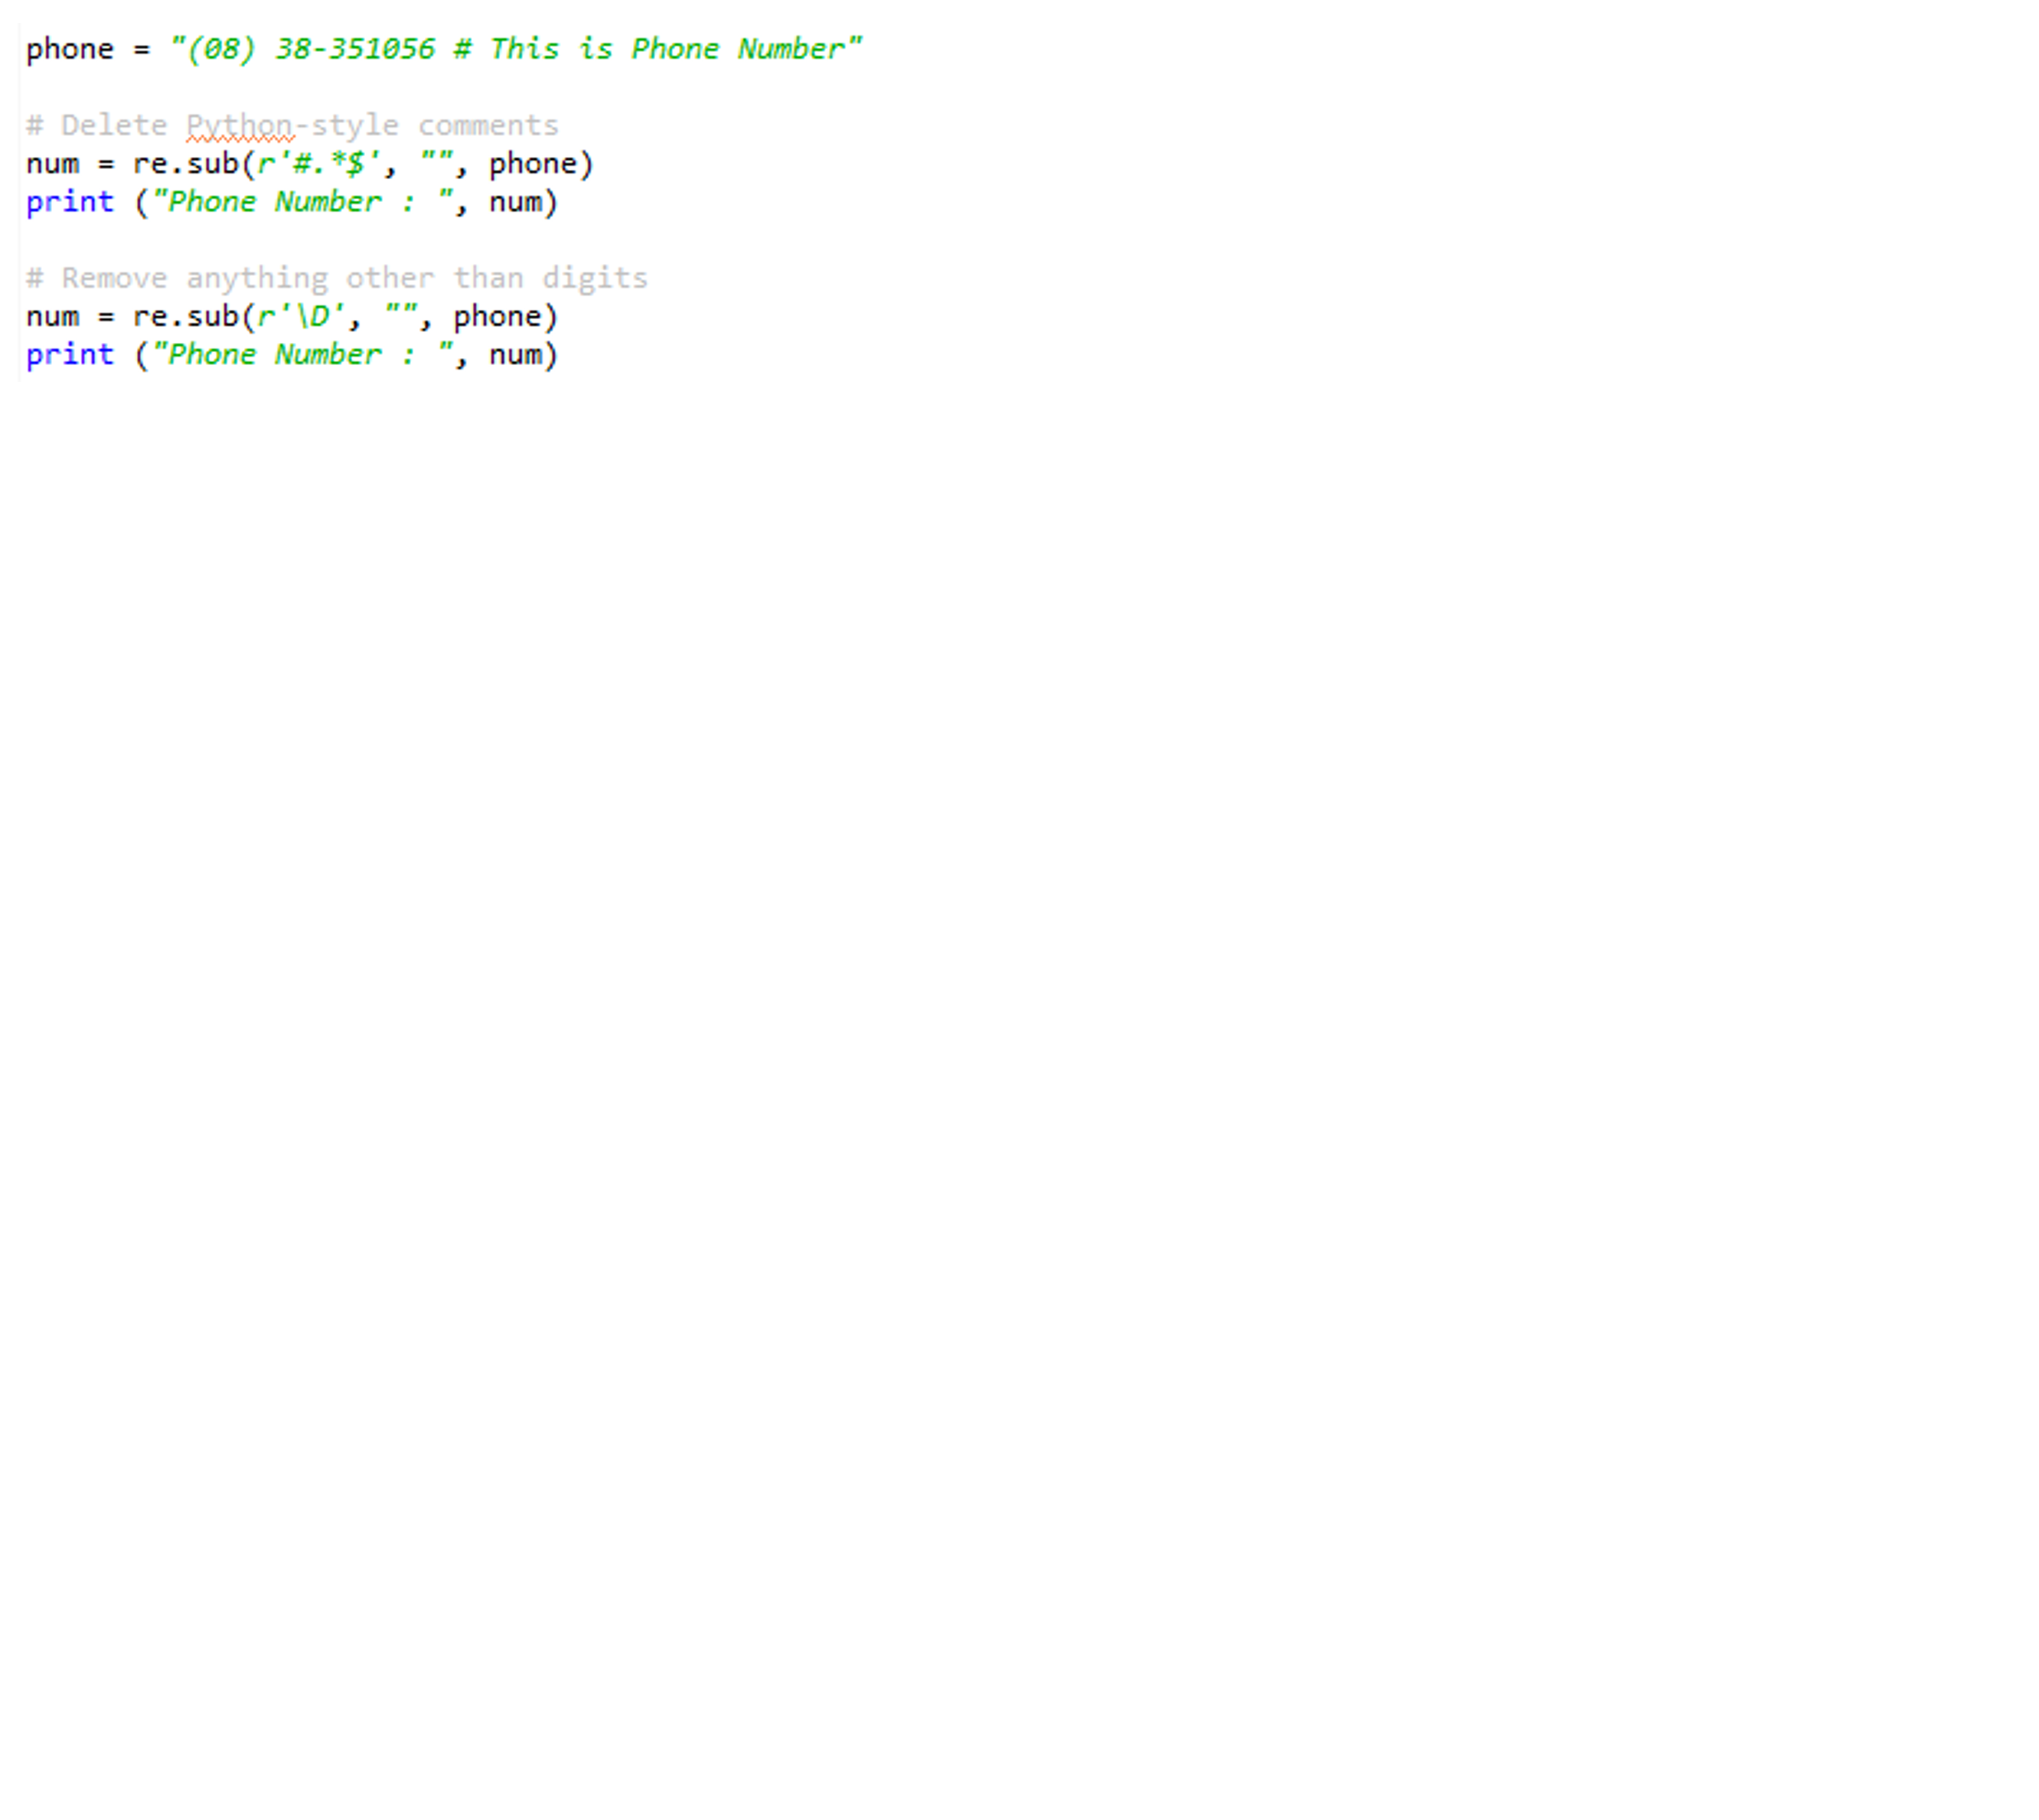 phone = "(08) 38-351056 # This is Phone Number"
# Delete Python-style comments
num = re.sub(r'#.*$', "", phone)
print ("Phone Number : ", num)
# Remove anything other than digits
num = re.sub(r'\D', "", phone)
print ("Phone Number : ", num)